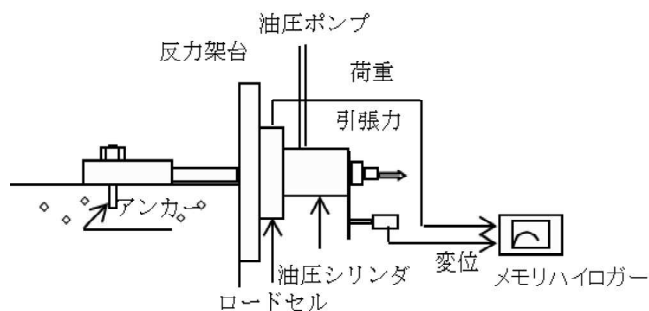 油圧ポンプ
反力架台
荷重
引張力
アンカー
油圧シリンダ
変位
メモリハイロガー
ロードセル